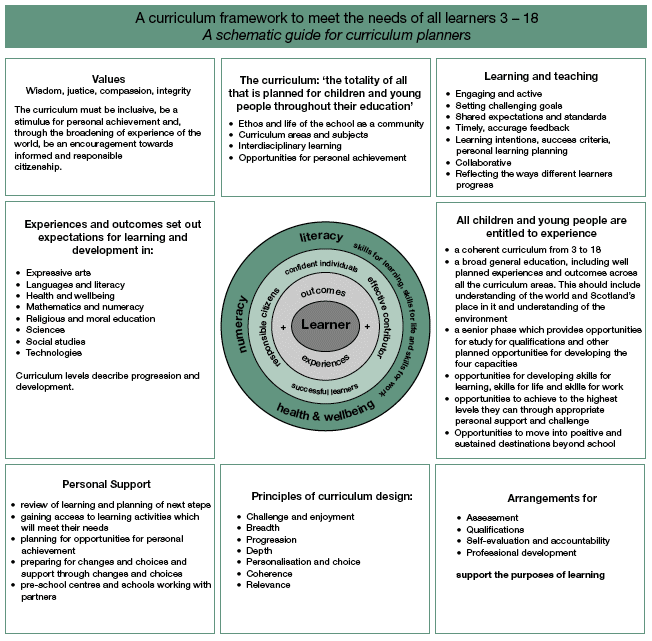 A curriculum framework to meet the needs of all learners 3 – 18
A schematic guide for curriculum planners
Values
Wisdom, justice, compassion, integrity
The curriculum must be inclusive, be a
stimulus for personal achievement and,
through the broadening of experience of the
world, be an encouragement towards
informed and responsible
citizenship.
The curriculum: ‘the totality of all
that is planned for children and young
people throughout their education’
• Ethos and life of the school as a community
• Curriculum areas and subjects
• Interdisciplinary learning
• Opportunities for personal achievement
Learning and teaching
• Engaging and active
• Setting challenging goals
• Shared expectations and standards
• Timely, accurage feedback
• Learning intentions, success criteria,
personal learning planning
• Collaborative
• Reflecting the ways different learners
progress
Experiences and outcomes set out
expectations for learning and
development in:
• Expressive arts
• Languages and literacy
• Health and wellbeing
• Mathematics and numeracy
• Religious and moral education
• Sciences
• Social studies
• Technologies
Curriculum levels describe progression and
development.
literacy
skills for learning, skills for life and skills for work
health & wellbeing
numeracy
confident individuals
effective contributor
successful learners
responsible citizens
outcomes
+ Learner +
experiences
All children and young people are
entitled to experience
• a coherent curriculum from 3 to 18
• a broad general education, including well
planned experiences and outcomes across
all the curriculum areas. This should include
understanding of the world and Scotland’s
place in it and understanding of the
environment
• a senior phase which provides opportunities
for study for qualifications and other
planned opportunities for developing the
four capacities
• opportunities for developing skills for
learning, skills for life and skills for work
• opportunities to achieve to the highest
levels they can through appropriate
personal support and challenge
• Opportunities to move into positive and
sustained destinations beyond school
Personal Support
• review of learning and planning of next steps
• gaining access to learning activities which
will meet their needs
• planning for opportunities for personal
achievement
• preparing for changes and choices and
support through changes and choices
• pre-school centres and schools working with
partners
Principles of curriculum design:
• Challenge and enjoyment
• Breadth
• Progression
• Depth
• Personalisation and choice
• Coherence
• Relevance
Arrangements for
• Assessment
• Qualifications
• Self-evaluation and accountability
• Professional development
support the purposes of learning